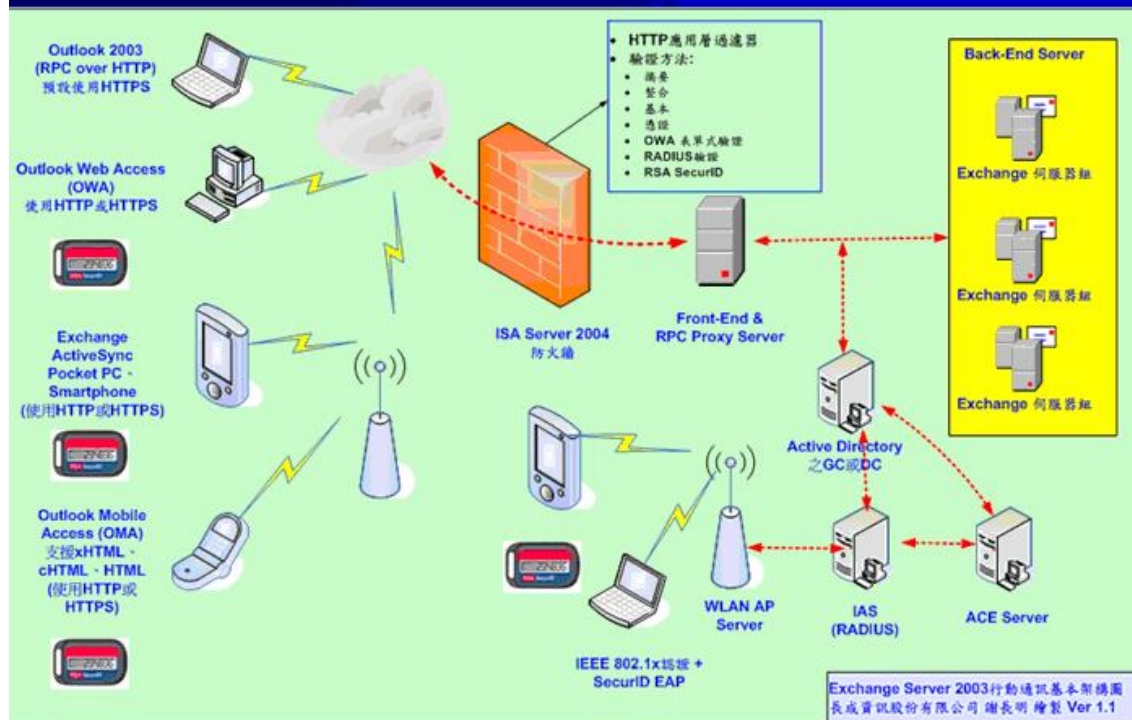 Outlook 2003
(RPC over HTTP)
預設使用HTTPS
Outlook Web Access
(OWA)
使用HTTP或HTTPS
SecurID
Exchange
ActiveSync
Pocket PC、
Smartphone
(使用HTTP或HTTPS)
SecurID
Outlook Mobile
Access (OMA)
支援xHTML、
cHTML、HTML
(使用HTTP或
HTTPS)
SecurID
• HTTP應用層過濾器
• 驗證方法:
• 摘要
• 整合
• 基本
• 憑證
• OWA 表單式驗證
• RADIUS驗證
• RSA SecurID
ISA Server 2004
防火牆
Front-End &
RPC Proxy Server
Back-End Server
Exchange 伺服器組
Exchange 伺服器組
Exchange 伺服器組
Active Directory
之GC或DC
SecurID
WLAN AP
Server
IAS
(RADIUS)
ACE Server
IEEE 802.1x認證 +
SecurID EAP
Exchange Server 2003行動通訊基本架構圖
長成資訊股份有限公司 謝長明 繪製 Ver 1.1